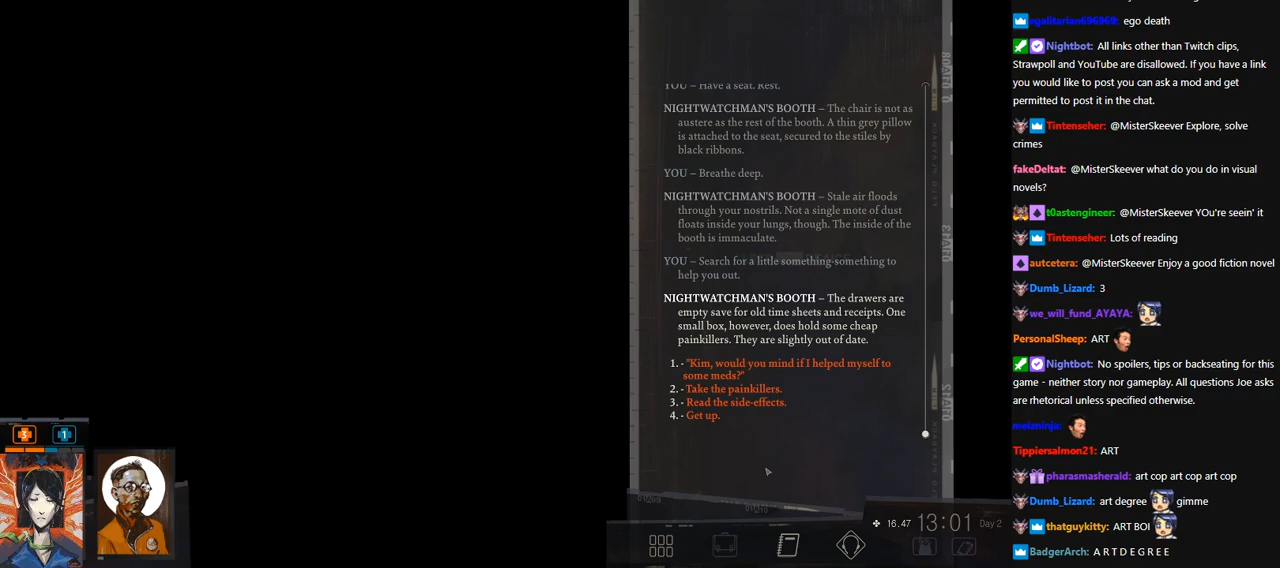 YOU – Have a seat. Rest.
NIGHTWATCHMAN'S BOOTH – The chair is not as
austere as the rest of the booth. A thin grey pillow
is attached to the seat, secured to the stiles by
black ribbons.
YOU – Breathe deep.
NIGHTWATCHMAN'S BOOTH – Stale air floods
through your nostrils. Not a single mote of dust
floats inside your lungs, though. The inside of the
booth is immaculate.
YOU – Search for a little something-something to
help you out.
NIGHTWATCHMAN'S BOOTH – The drawers are
empty save for old time sheets and receipts. One
small box, however, does hold some cheap
painkillers. They are slightly out of date.
1. - "Kim, would you mind if I helped myself to
some meds?"
2. - Take the painkillers.
3. - Read the side-effects.
4. - Get up.
3
1
16.47 13:01 Day 2
egalitarian696969: ego death
Nightbot: All links other than Twitch clips,
Strawpoll and YouTube are disallowed. If you have a link
you would like to post you can ask a mod and get
permitted to post it in the chat.
Tintenseher: @MisterSkeever Explore, solve
crimes
fakeDeltat: @MisterSkeever what do you do in visual
novels?
t0astengineer: @MisterSkeever YOu're seein' it
Tintenseher: Lots of reading
autcetera: @MisterSkeever Enjoy a good fiction novel
Dumb_Lizard: 3
we_will_fund_AYAYA:
PersonalSheep: ART
Nightbot: No spoilers, tips or backseating for this
game - neither story nor gameplay. All questions Joe asks
are rhetorical unless specified otherwise.
meizninja:
Tippiersalmon21: ART
pharasmasherald: art cop art cop art cop
Dumb_Lizard: art degree gimme
thatguykitty: ART BOI
BadgerArch: A R T D E G R E E